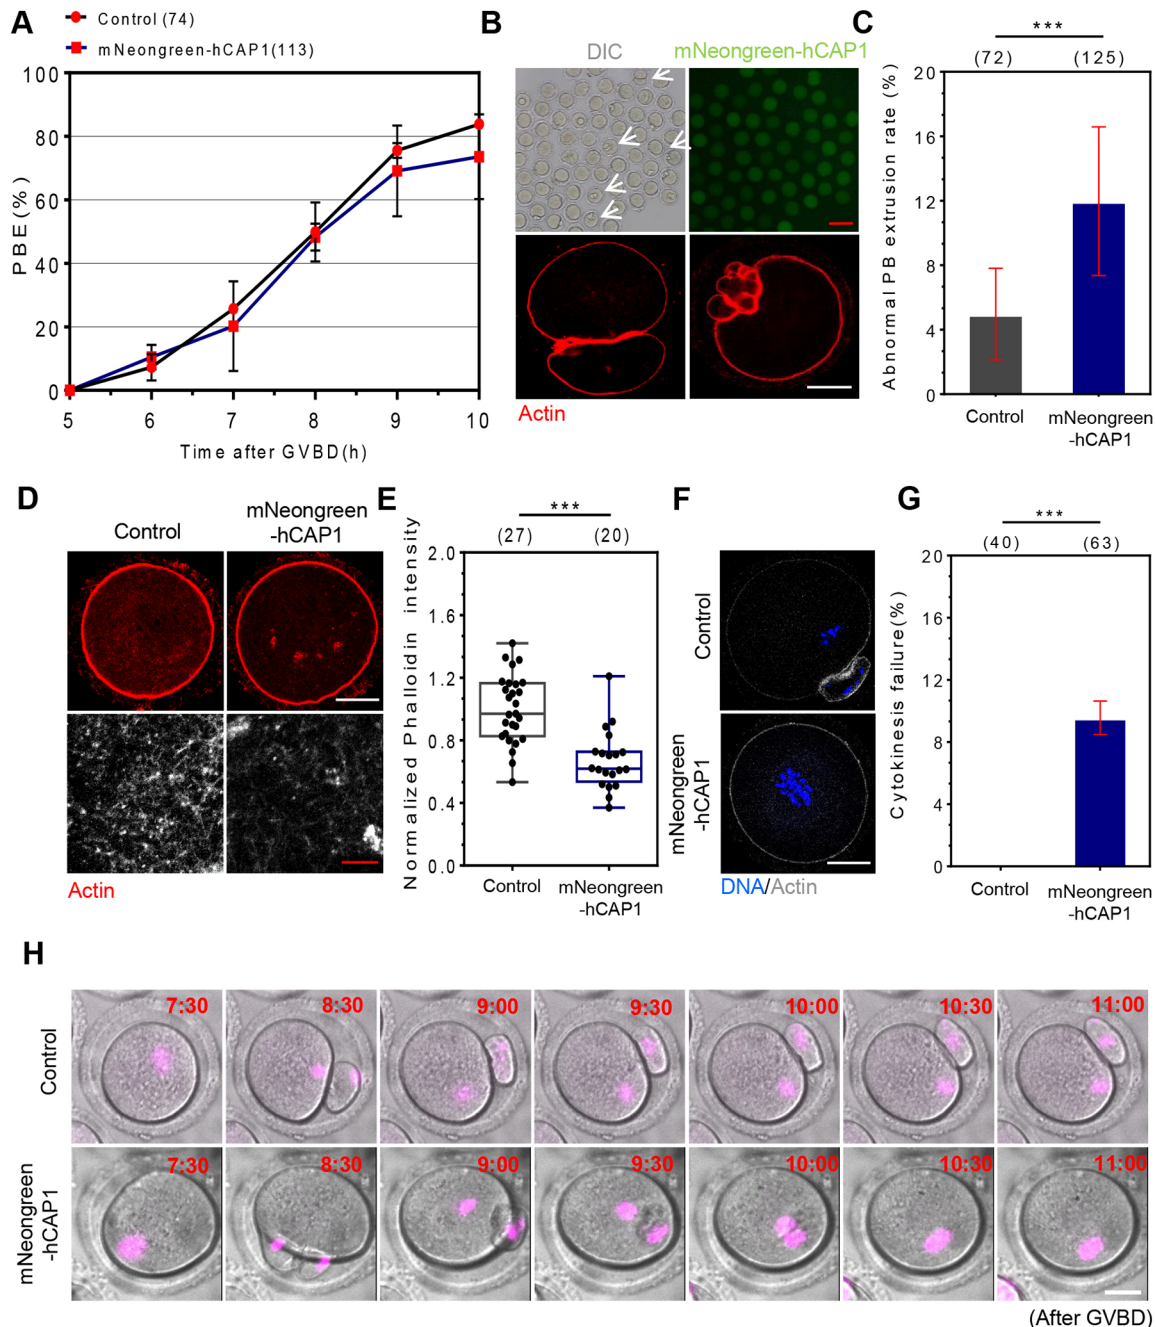 A
Control (74)
mNeongreen-hCAP1(113)
100
80
60
40
20
0
PBE(%)
5
6
7
8
9
10
Time after GVBD(h)
B
DIC
mNeongreen-hCAP1
Actin
C
***
(72)
(125)
20
16
12
8
4
0
Abnormal PB extrusion rate (%)
Control
mNeongreen
-hCAP1
D
Control
mNeongreen
-hCAP1
Actin
E
***
(27)
(20)
2.0
1.6
1.2
0.8
0.4
0.0
Normalized Phalloidin intensity
Control
mNeongreen
-hCAP1
F
Control
mNeongreen
-hCAP1
DNA/Actin
G
***
(40)
(63)
20
16
12
8
4
0
Cytokinesis failure(%)
Control
mNeongreen
-hCAP1
H
Control
7:30
8:30
9:00
9:30
10:00
10:30
11:00
mNeongreen
-hCAP1
7:30
8:30
9:00
9:30
10:00
10:30
11:00
(After GVBD)